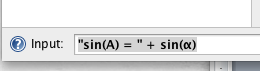 Input: "sin(A) = " + sin(α)